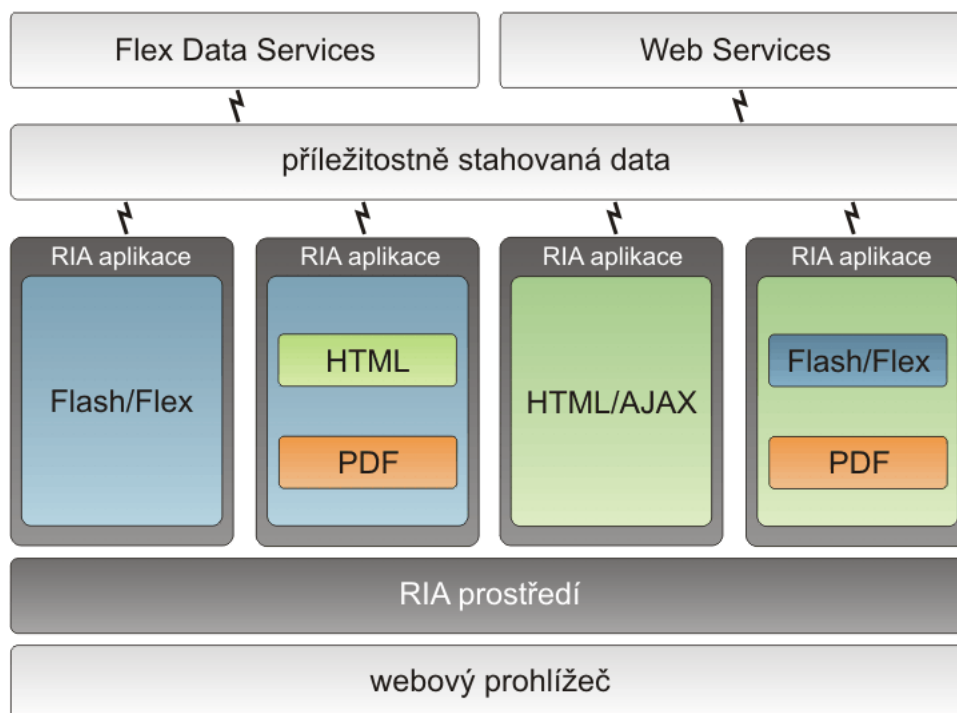 Flex Data Services
Web Services
příležitostně stahovaná data
RIA aplikace
RIA aplikace
RIA aplikace
RIA aplikace
Flash/Flex
HTML
PDF
HTML/AJAX
Flash/Flex
PDF
RIA prostředí
webový prohlížeč